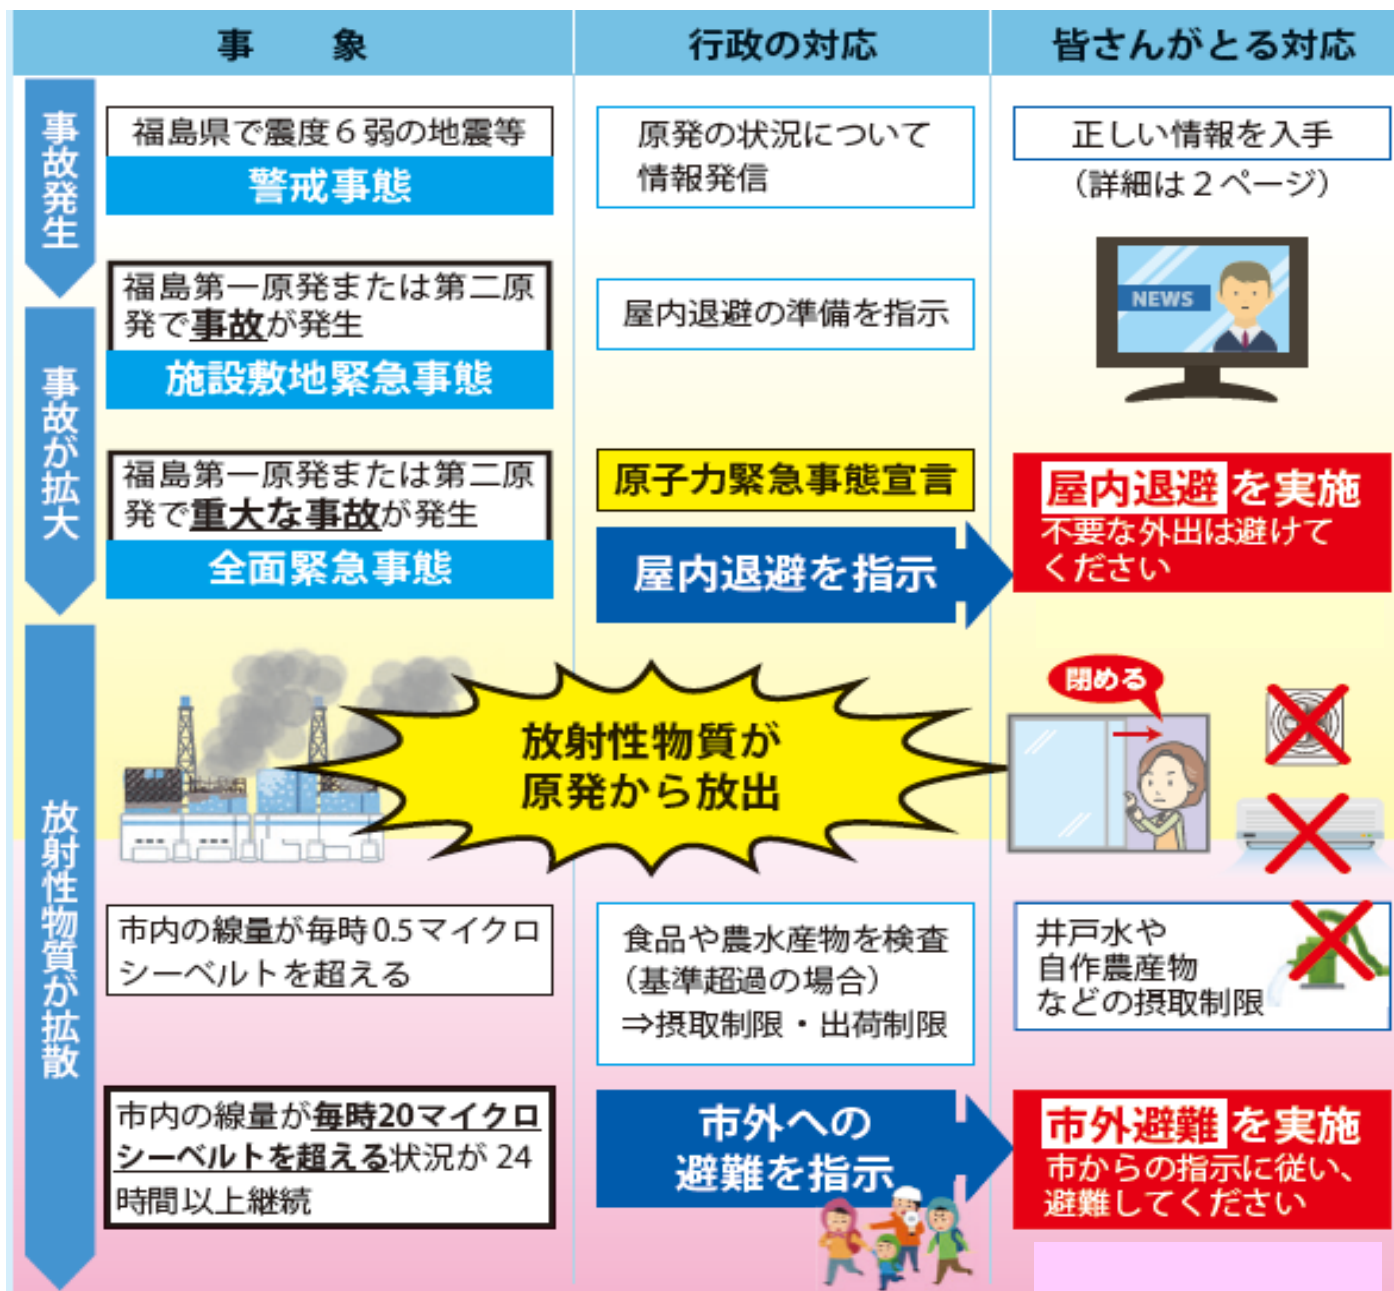 事　象
行政の対応
皆さんがとる対応
事故発生
福島県で震度６弱の地震等
警戒事態
原発の状況について
情報発信
正しい情報を入手
（詳細は２ページ）
NEWS
事故が拡大
福島第一原発または第二原
発で事故が発生
施設敷地緊急事態
屋内退避の準備を指示
福島第一原発または第二原
発で重大な事故が発生
全面緊急事態
原子力緊急事態宣言
屋内退避を指示
屋内退避を実施
不要な外出は避けて
ください
放射性物質が拡散
放射性物質が
原発から放出
閉める
市内の線量が毎時0.5マイクロ
シーベルトを超える
食品や農水産物を検査
（基準超過の場合）
⇒摂取制限・出荷制限
井戸水や
自作農産物
などの摂取制限
市内の線量が毎時20マイクロ
シーベルトを超える状況が24
時間以上継続
市外への
避難を指示
市外避難を実施
市からの指示に従い、
避難してください